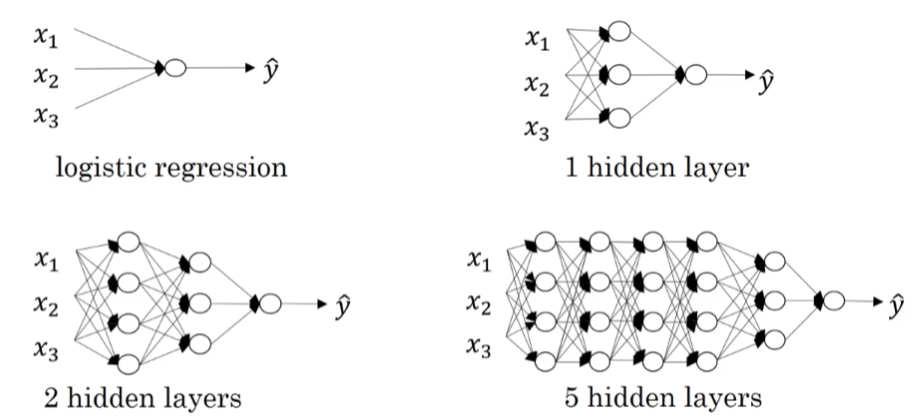 x₁
x₂
x₃
ŷ
logistic regression
x₁
x₂
x₃
ŷ
1 hidden layer
x₁
x₂
x₃
ŷ
2 hidden layers
x₁
x₂
x₃
ŷ
5 hidden layers